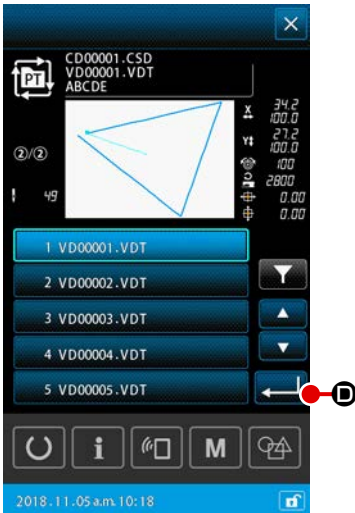 PT
CD00001.CSD
VD00001.VDT
ABCDE
X 34.2
100.0
Y 27.2
100.0
②/②
100
2800
49
0.00
0.00
1 VD00001.VDT
2 VD00002.VDT
3 VD00003.VDT
4 VD00004.VDT
5 VD00005.VDT
D
i
M
2018.11.05 a.m. 10:18